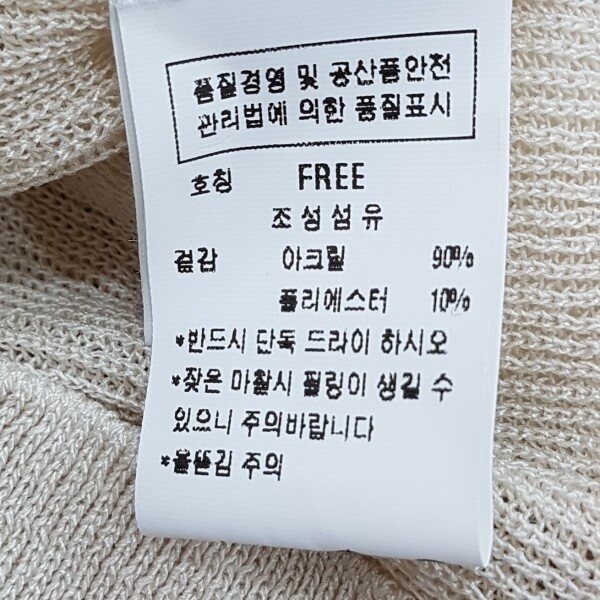 품질경영 및 공산품안전
관리법에 의한 품질표시
호칭 FREE
조성섬유
겉감 아크릴 90%
폴리에스터 10%
*반드시 단독 드라이 하시오
*잦은 마찰시 필링이 생길 수
있으니 주의바랍니다
*올뜯김 주의